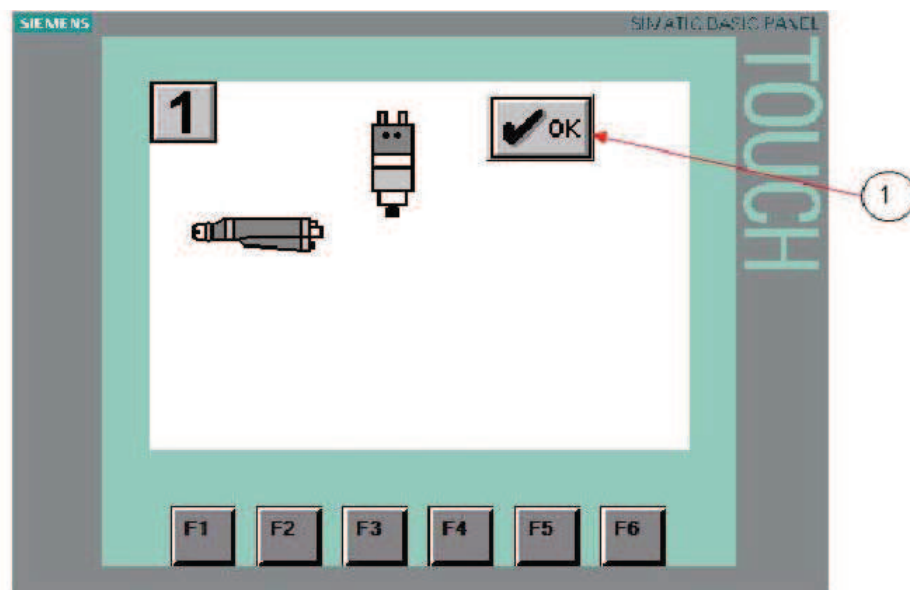 SIEMENS
SIMATIC BASIC PANEL
TOUCH
1
OK
1
F1
F2
F3
F4
F5
F6